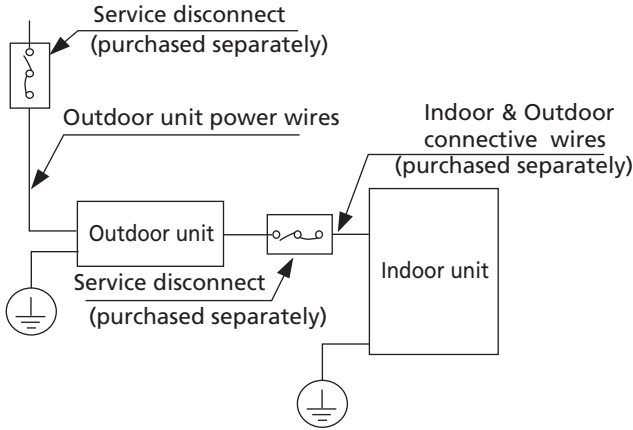 Service disconnect
(purchased separately)
Outdoor unit power wires
Indoor & Outdoor
connective wires
(purchased separately)
Outdoor unit
Indoor unit
Service disconnect
(purchased separately)